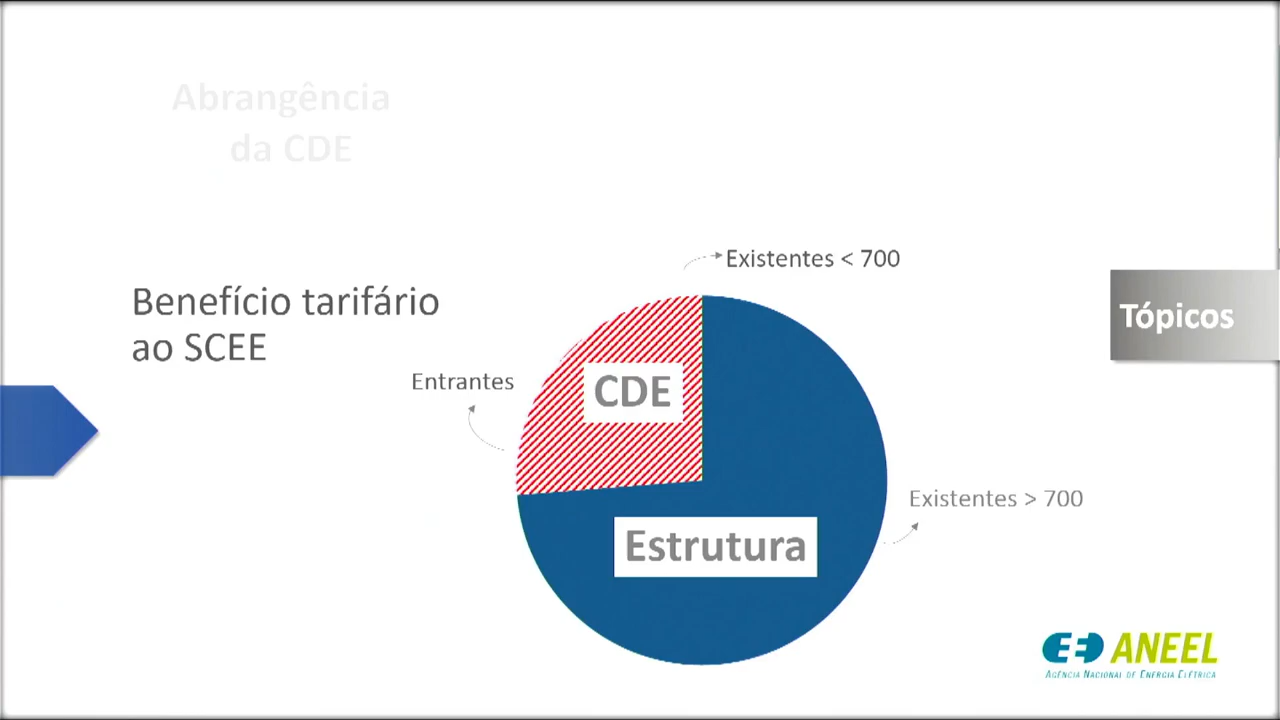 Abrangência
da CDE
Existentes < 700
Benefício tarifário
ao SCEE
Tópicos
Entrantes
CDE
Existentes > 700
Estrutura
ANEEL
AGÊNCIA NACIONAL DE ENERGIA ELÉTRICA